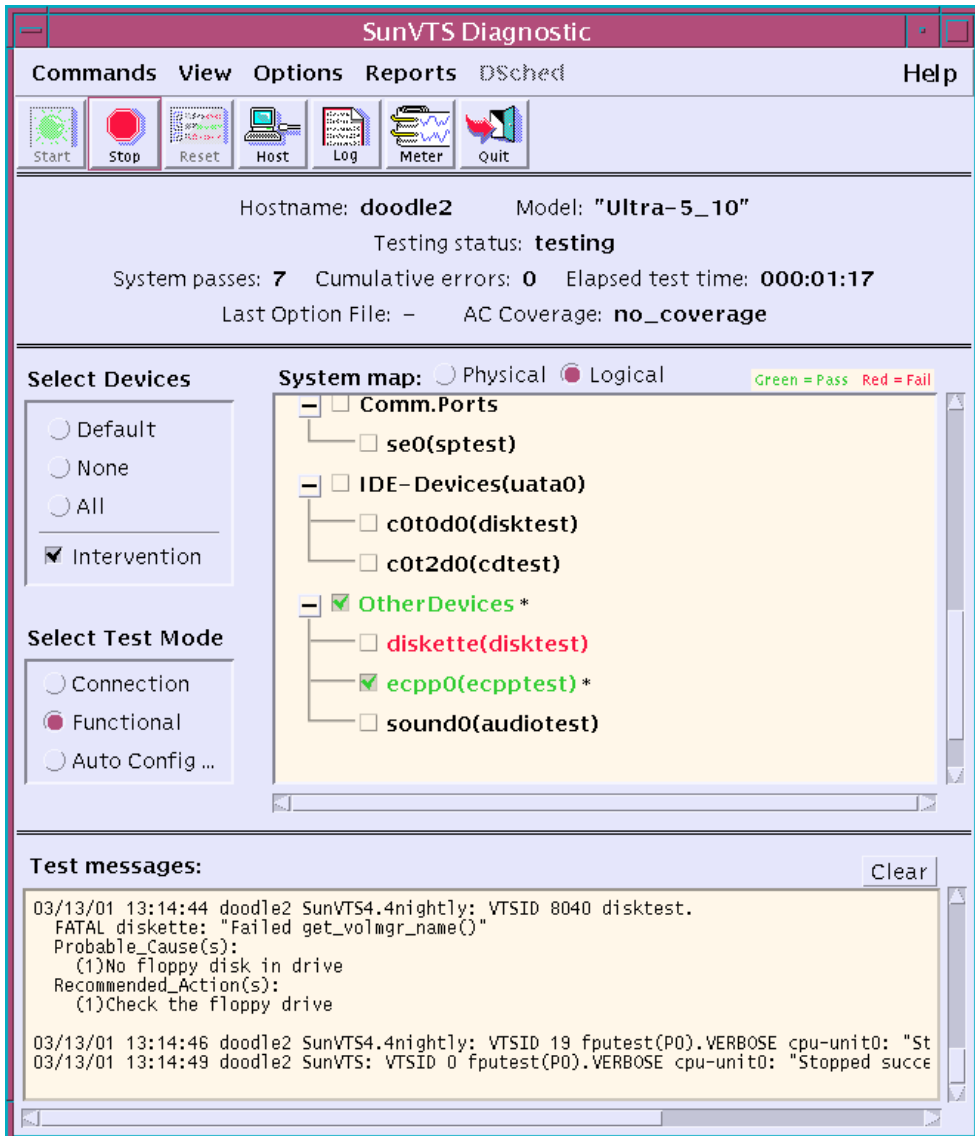 SunVTS Diagnostic
Commands View Options Reports DSched Help
Start Stop Reset Host Log Meter Quit
Hostname: doodle2 Model: "Ultra-5_10"
Testing status: testing
System passes: 7 Cumulative errors: 0 Elapsed test time: 000:01:17
Last Option File: - AC Coverage: no_coverage
Select Devices
Default
None
All
Intervention
Select Test Mode
Connection
Functional
Auto Config ...
System map: Physical Logical Green = Pass Red = Fail
Comm.Ports
se0(sptest)
IDE-Devices(uata0)
c0t0d0(disktest)
c0t2d0(cdtest)
OtherDevices *
diskette(disktest)
ecpp0(ecpptest) *
sound0(audiotest)
Test messages: Clear
03/13/01 13:14:44 doodle2 SunVTS4.4nightly: VTSID 8040 disktest.
FATAL diskette: "Failed get_volmgr_name()"
Probable_Cause(s):
(1)No floppy disk in drive
Recommended_Action(s):
(1)Check the floppy drive
03/13/01 13:14:46 doodle2 SunVTS4.4nightly: VTSID 19 fputest(P0).VERBOSE cpu-unit0: "St
03/13/01 13:14:49 doodle2 SunVTS: VTSID 0 fputest(P0).VERBOSE cpu-unit0: "Stopped succe